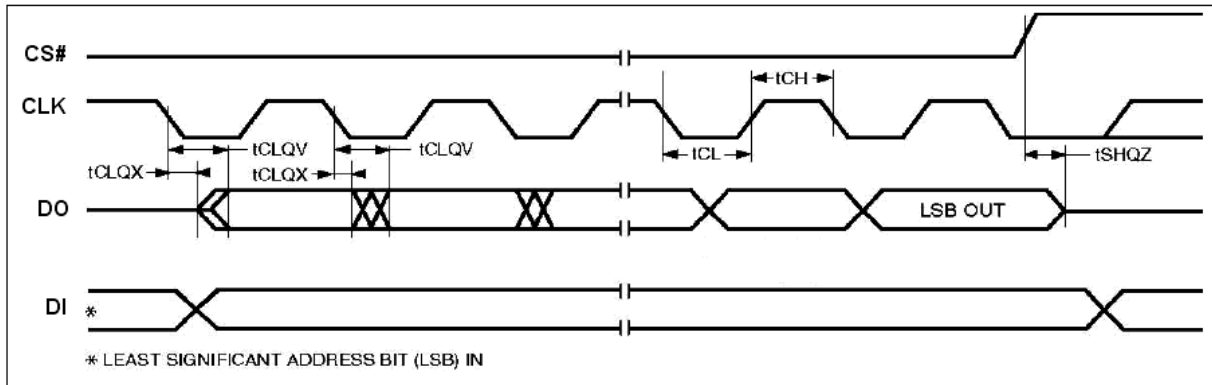 CS#
tCH
CLK
tCLQV
tCLQV
tCL
tCLQX
tCLQX
tSHQZ
DO
LSB OUT
DI
*
* LEAST SIGNIFICANT ADDRESS BIT (LSB) IN